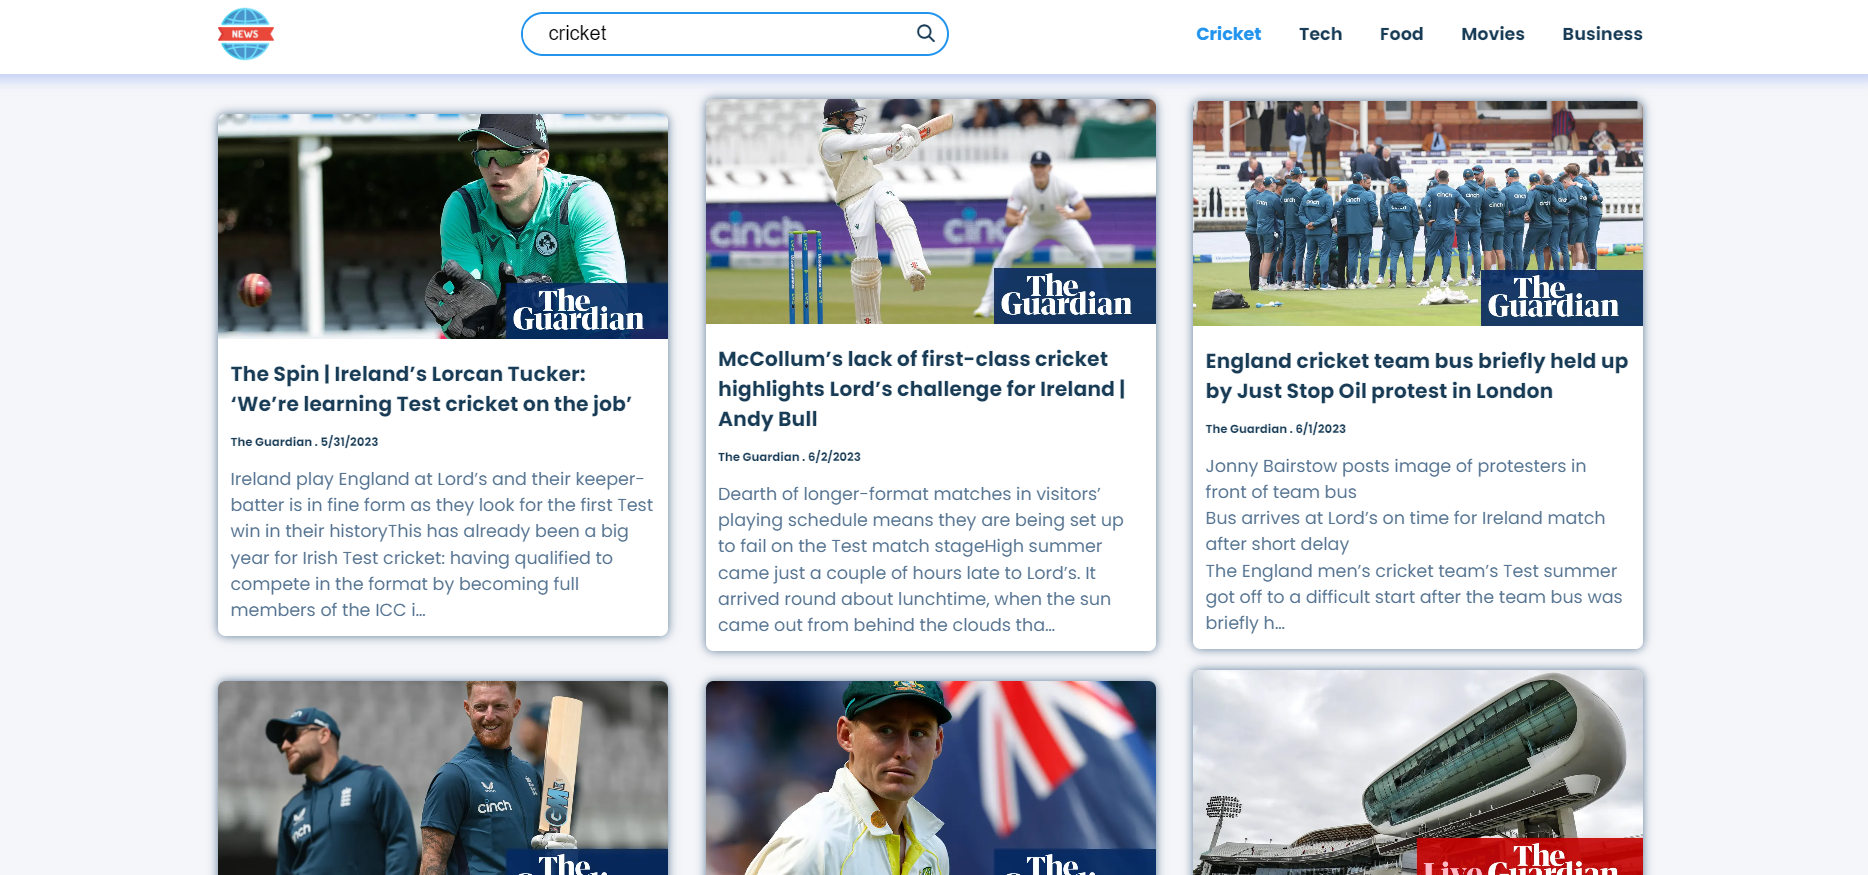 NEWS
cricket
Cricket
Tech
Food
Movies
Business
The
Guardian
The Spin | Ireland’s Lorcan Tucker:
‘We’re learning Test cricket on the job’
The Guardian . 5/31/2023
Ireland play England at Lord’s and their keeper-
batter is in fine form as they look for the first Test
win in their historyThis has already been a big
year for Irish Test cricket: having qualified to
compete in the format by becoming full
members of the ICC i...
cinch
cinch
The
Guardian
McCollum’s lack of first-class cricket
highlights Lord’s challenge for Ireland |
Andy Bull
The Guardian . 6/2/2023
Dearth of longer-format matches in visitors’
playing schedule means they are being set up
to fail on the Test match stageHigh summer
came just a couple of hours late to Lord’s. It
arrived round about lunchtime, when the sun
came out from behind the clouds tha...
cinch
cinch
cinch
cinch
The
Guardian
England cricket team bus briefly held up
by Just Stop Oil protest in London
The Guardian . 6/1/2023
Jonny Bairstow posts image of protesters in
front of team bus
Bus arrives at Lord’s on time for Ireland match
after short delay
The England men’s cricket team’s Test summer
got off to a difficult start after the team bus was
briefly h...
cinch
The
Guardian
The
Guardian
The
Live Guardian